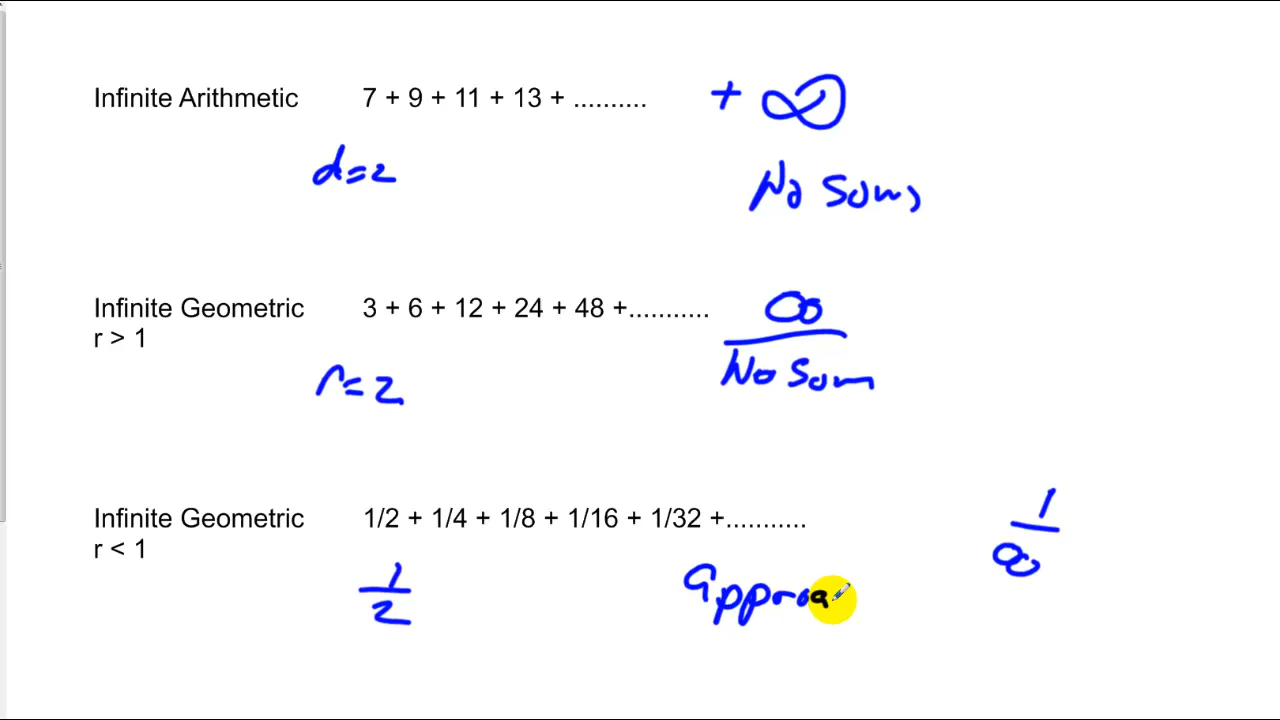 Infinite Arithmetic 7 + 9 + 11 + 13 + .......... + ∞
d=2
No Sum,
Infinite Geometric 3 + 6 + 12 + 24 + 48 +........... ∞
r > 1
No Sum
r=2
Infinite Geometric 1/2 + 1/4 + 1/8 + 1/16 + 1/32 +........... 1/∞
r < 1
1/2 approa